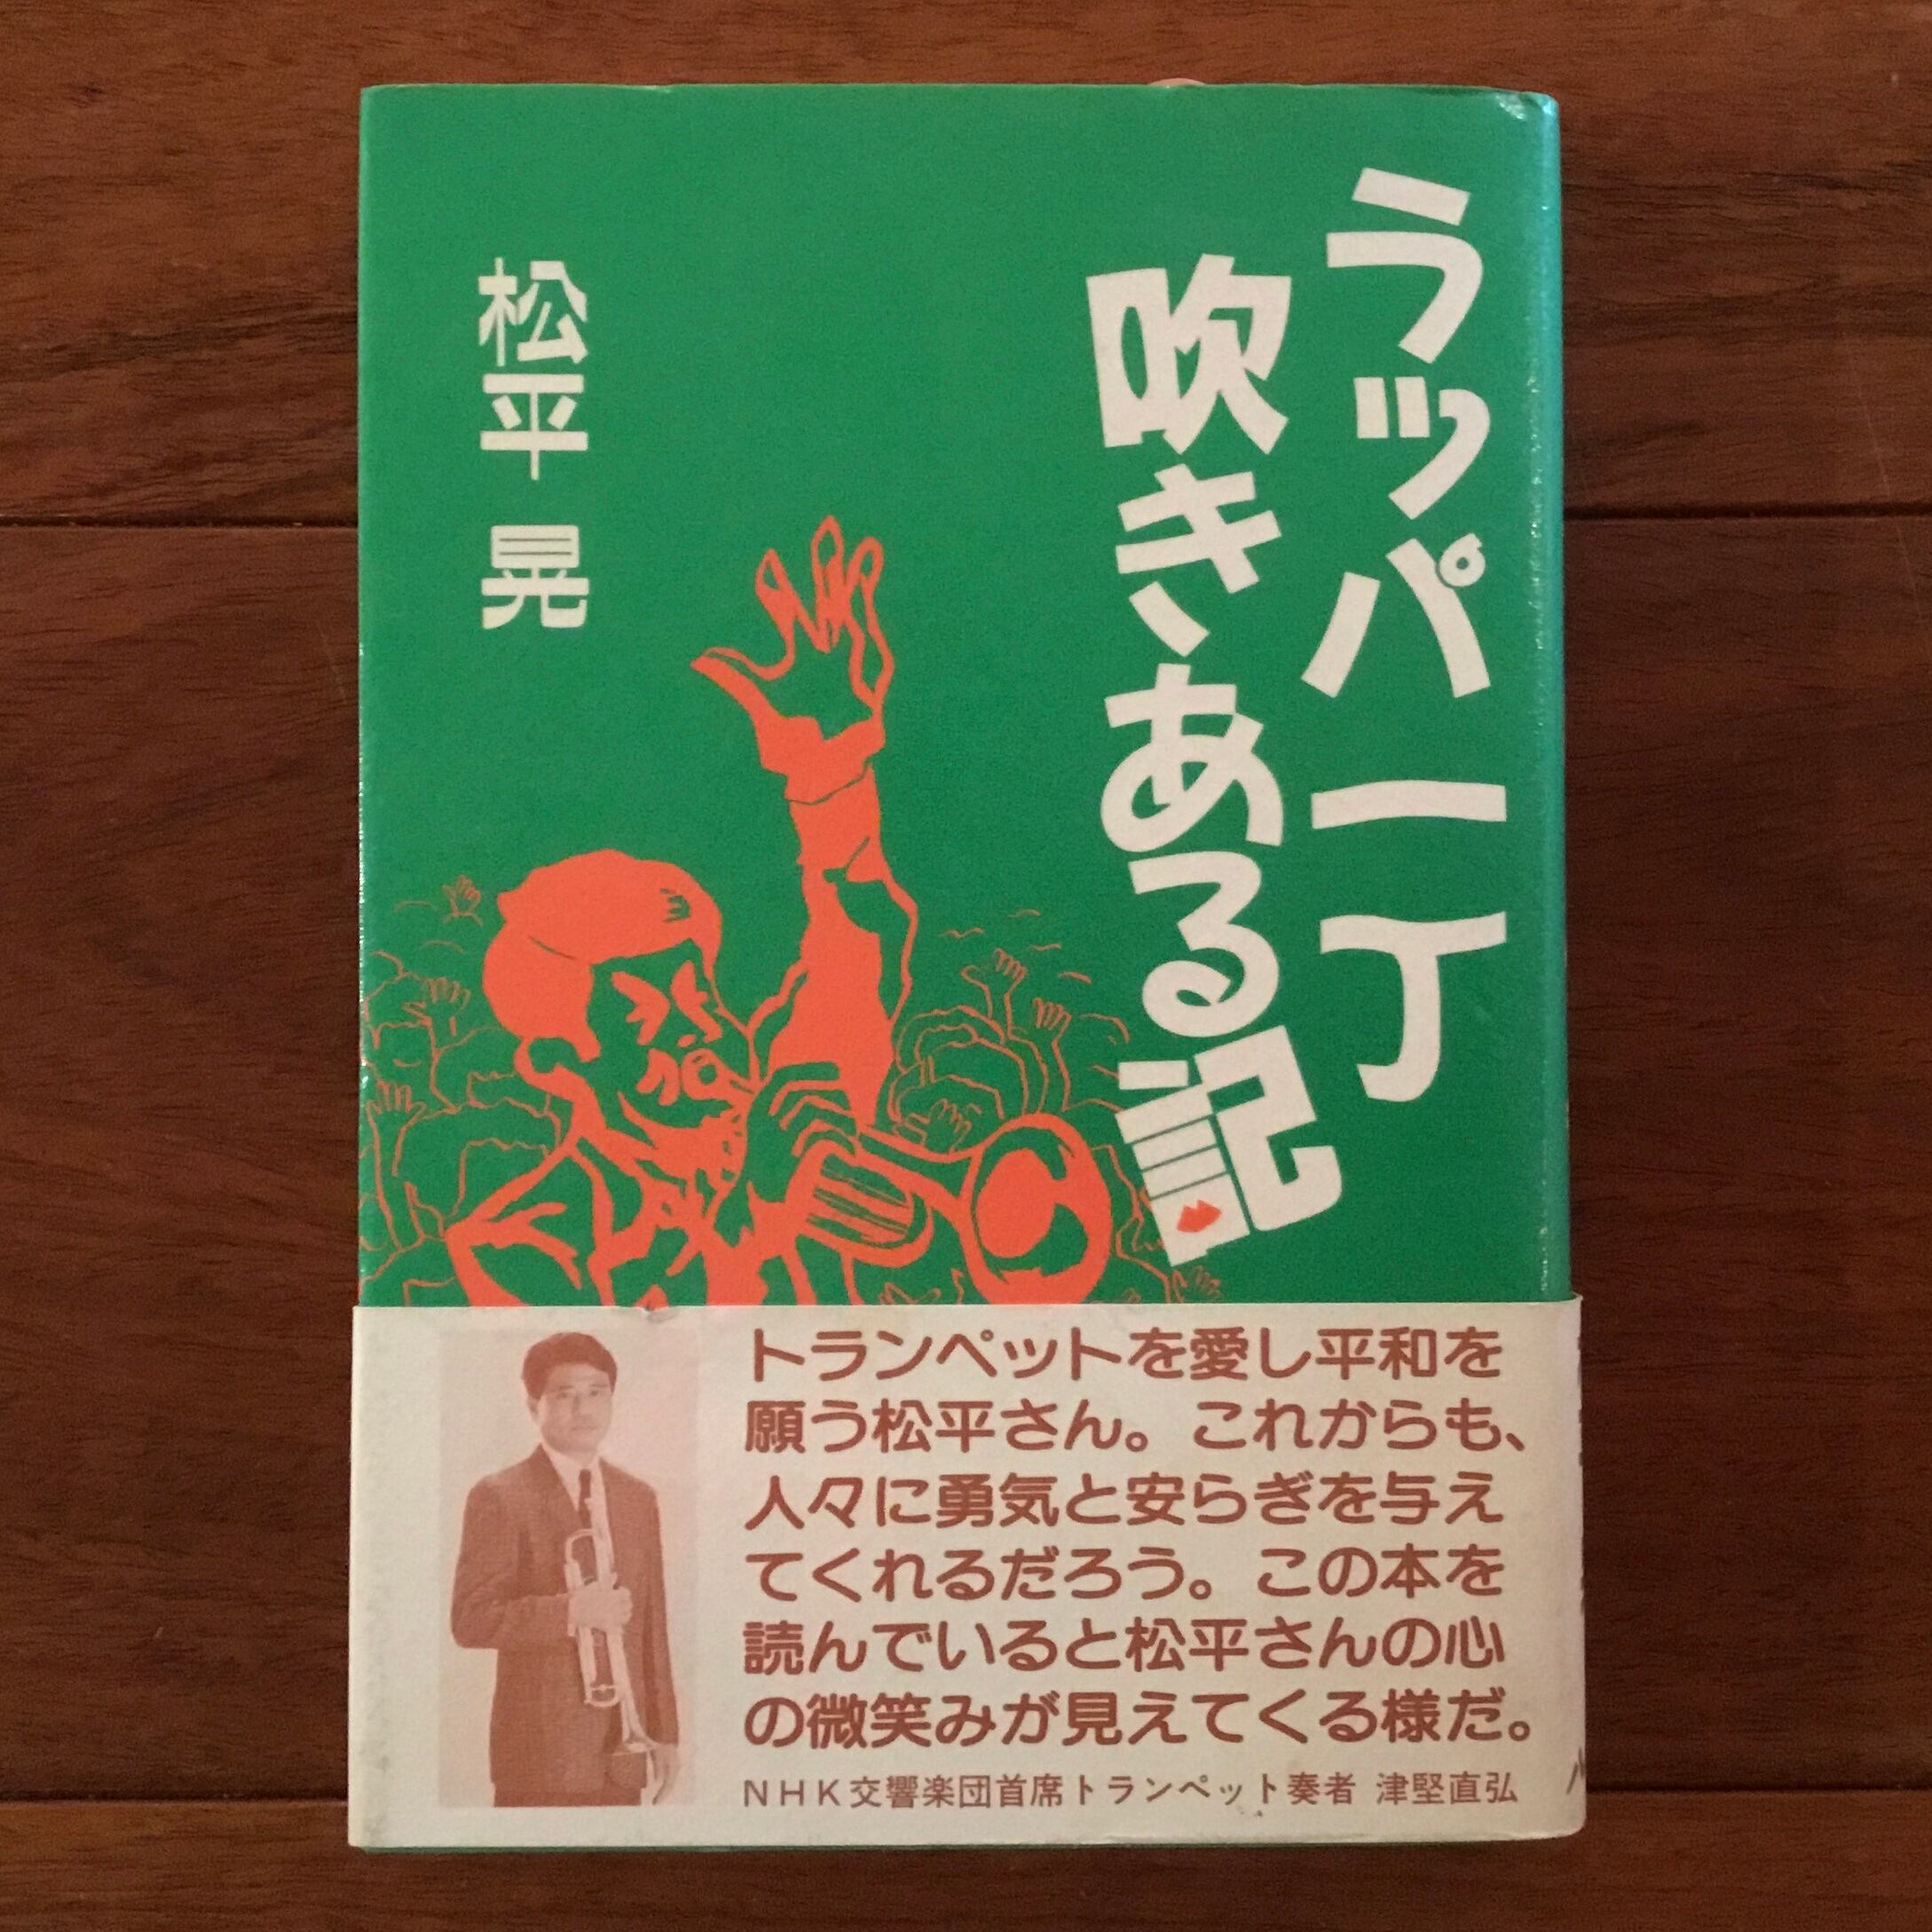 ラッパ一丁
吹きある記
松平 晃
トランペットを愛し平和を
願う松平さん。これからも、
人々に勇気と安らぎを与え
てくれるだろう。この本を
読んでいると松平さんの心
の微笑みが見えてくる様だ。
NHK交響楽団首席トランペット奏者 津堅直弘